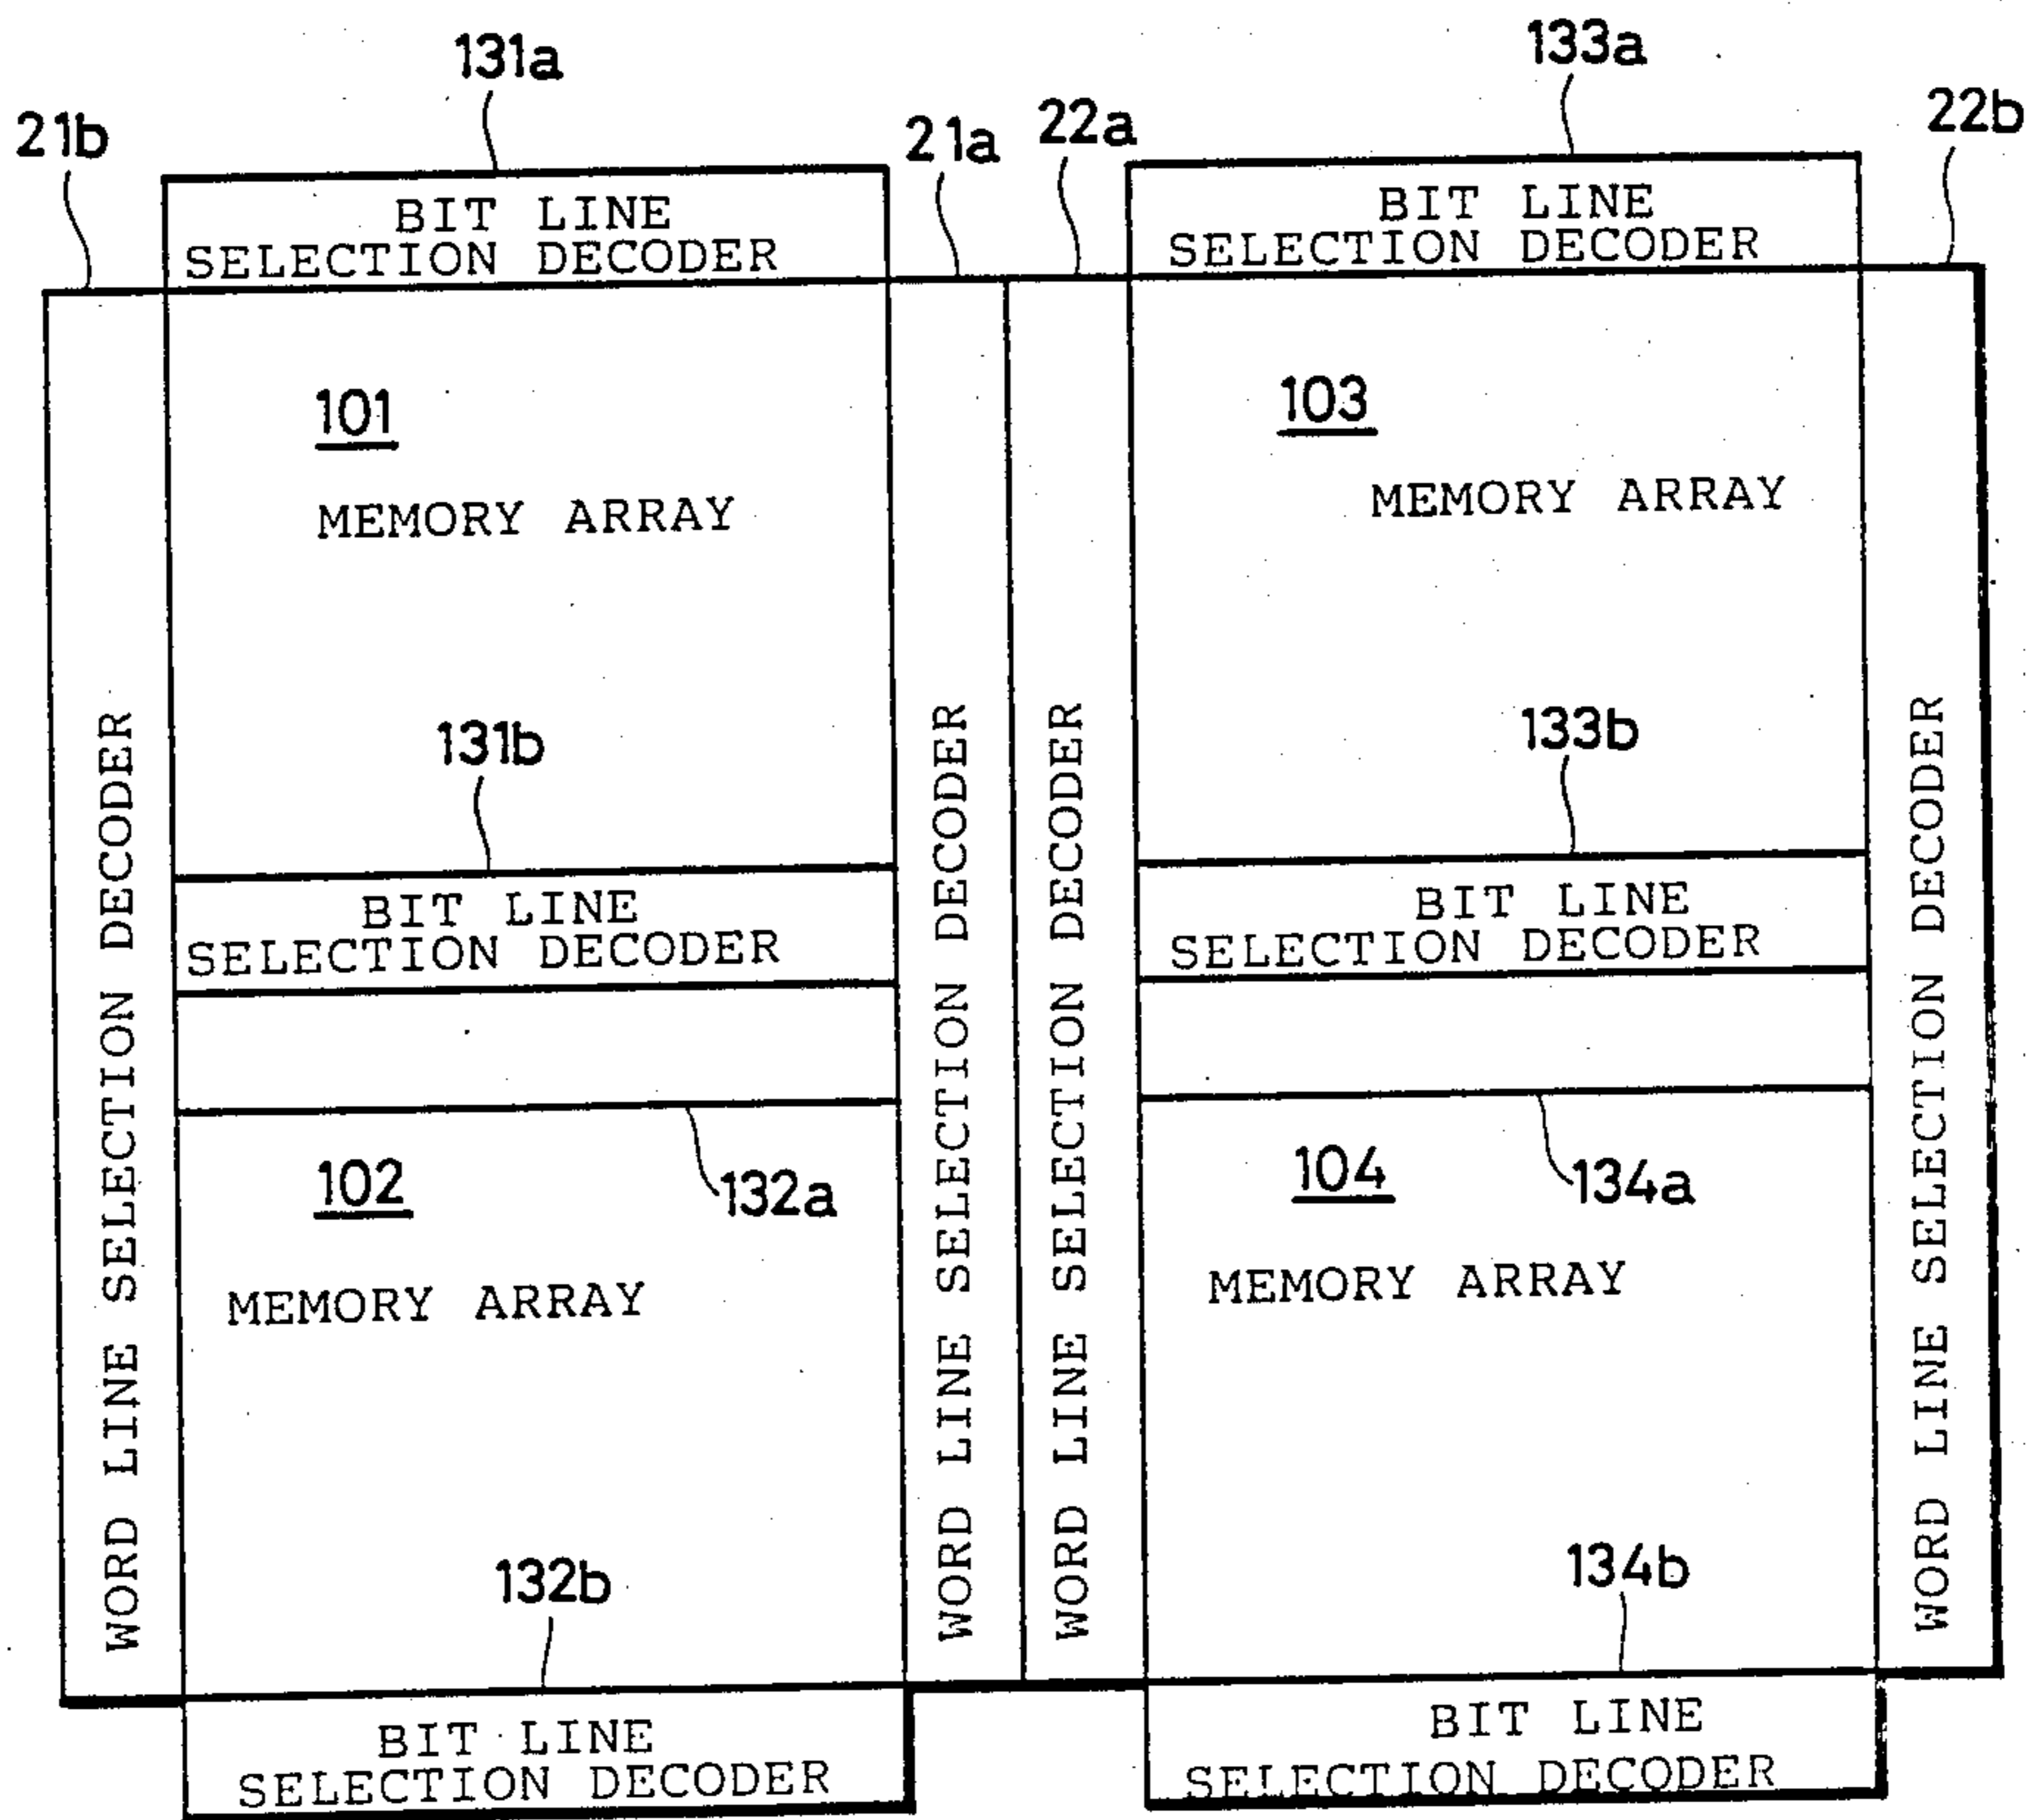 131a
133a
21b
21a
22a
22b
BIT LINE
SELECTION DECODER
BIT LINE
SELECTION DECODER
101
MEMORY ARRAY
103
MEMORY ARRAY
131b
133b
WORD LINE SELECTION DECODER
WORD LINE SELECTION DECODER
WORD LINE SELECTION DECODER
WORD LINE SELECTION DECODER
BIT LINE
SELECTION DECODER
BIT LINE
SELECTION DECODER
102
132a
MEMORY ARRAY
104
134a
MEMORY ARRAY
132b
134b
BIT LINE
SELECTION DECODER
BIT LINE
SELECTION DECODER